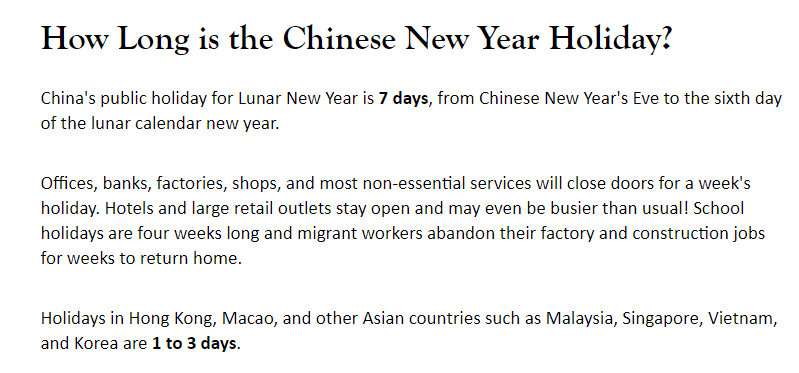 How Long is the Chinese New Year Holiday?
China's public holiday for Lunar New Year is 7 days, from Chinese New Year's Eve to the sixth day
of the lunar calendar new year.
Offices, banks, factories, shops, and most non-essential services will close doors for a week's
holiday. Hotels and large retail outlets stay open and may even be busier than usual! School
holidays are four weeks long and migrant workers abandon their factory and construction jobs
for weeks to return home.
Holidays in Hong Kong, Macao, and other Asian countries such as Malaysia, Singapore, Vietnam,
and Korea are 1 to 3 days.